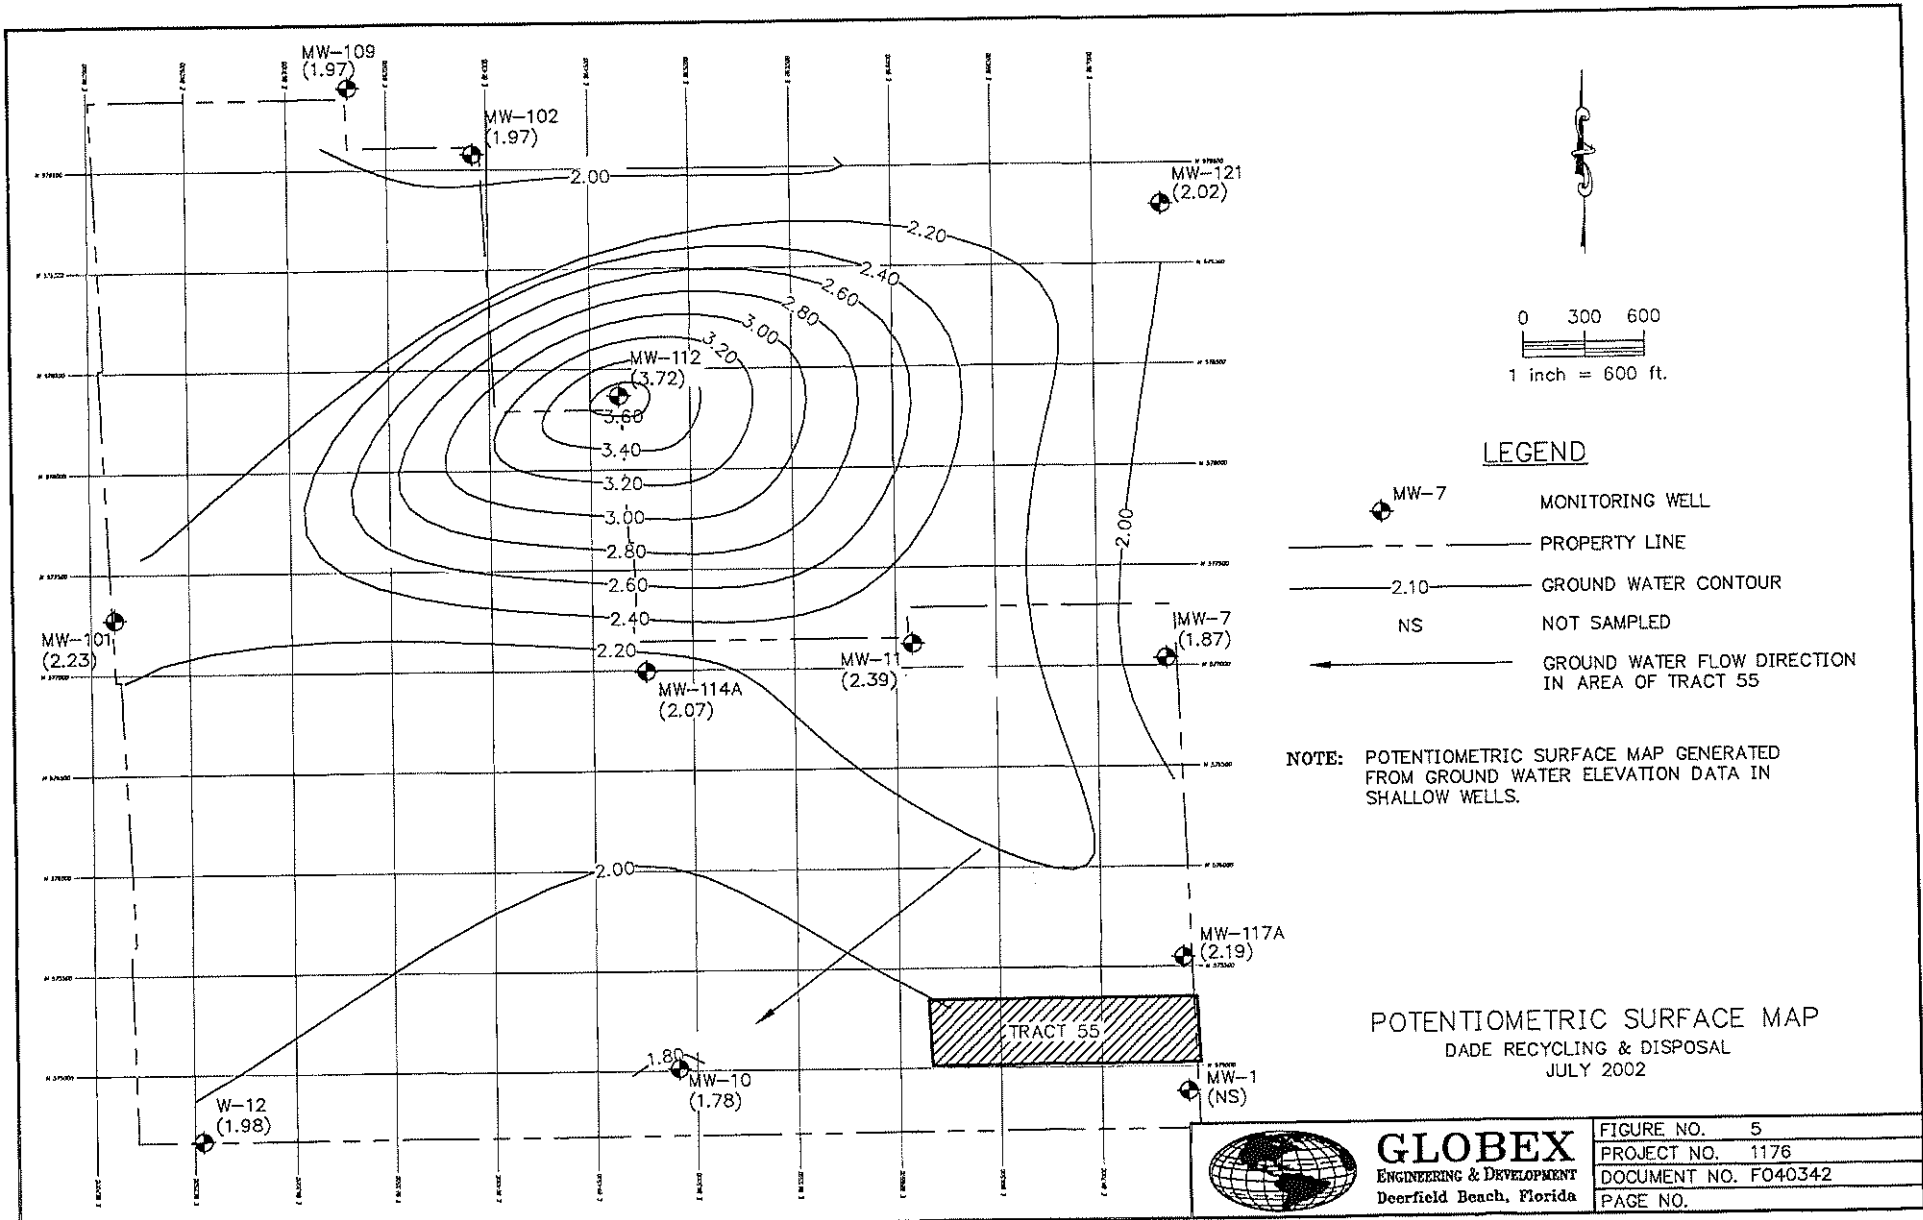 MW-109
(1.97)
MW-102
(1.97)
2.00
MW-121
(2.02)
2.20
2.40
2.60
2.80
3.00
3.20
MW-112
(3.72)
3.60
3.40
3.20
3.00
2.80
2.60
2.40
2.20
2.00
MW-101
(2.23)
MW-114A
(2.07)
MW-11
(2.39)
MW-7
(1.87)
2.00
MW-117A
(2.19)
TRACT 55
1.80
MW-10
(1.78)
MW-1
(NS)
W-12
(1.98)
0 300 600
1 inch = 600 ft.
LEGEND
MW-7 MONITORING WELL
PROPERTY LINE
2.10 GROUND WATER CONTOUR
NS NOT SAMPLED
GROUND WATER FLOW DIRECTION
IN AREA OF TRACT 55
NOTE: POTENTIOMETRIC SURFACE MAP GENERATED
FROM GROUND WATER ELEVATION DATA IN
SHALLOW WELLS.
POTENTIOMETRIC SURFACE MAP
DADE RECYCLING & DISPOSAL
JULY 2002
GLOBEX
ENGINEERING & DEVELOPMENT
Deerfield Beach, Florida
FIGURE NO. 5
PROJECT NO. 1176
DOCUMENT NO. F040342
PAGE NO.